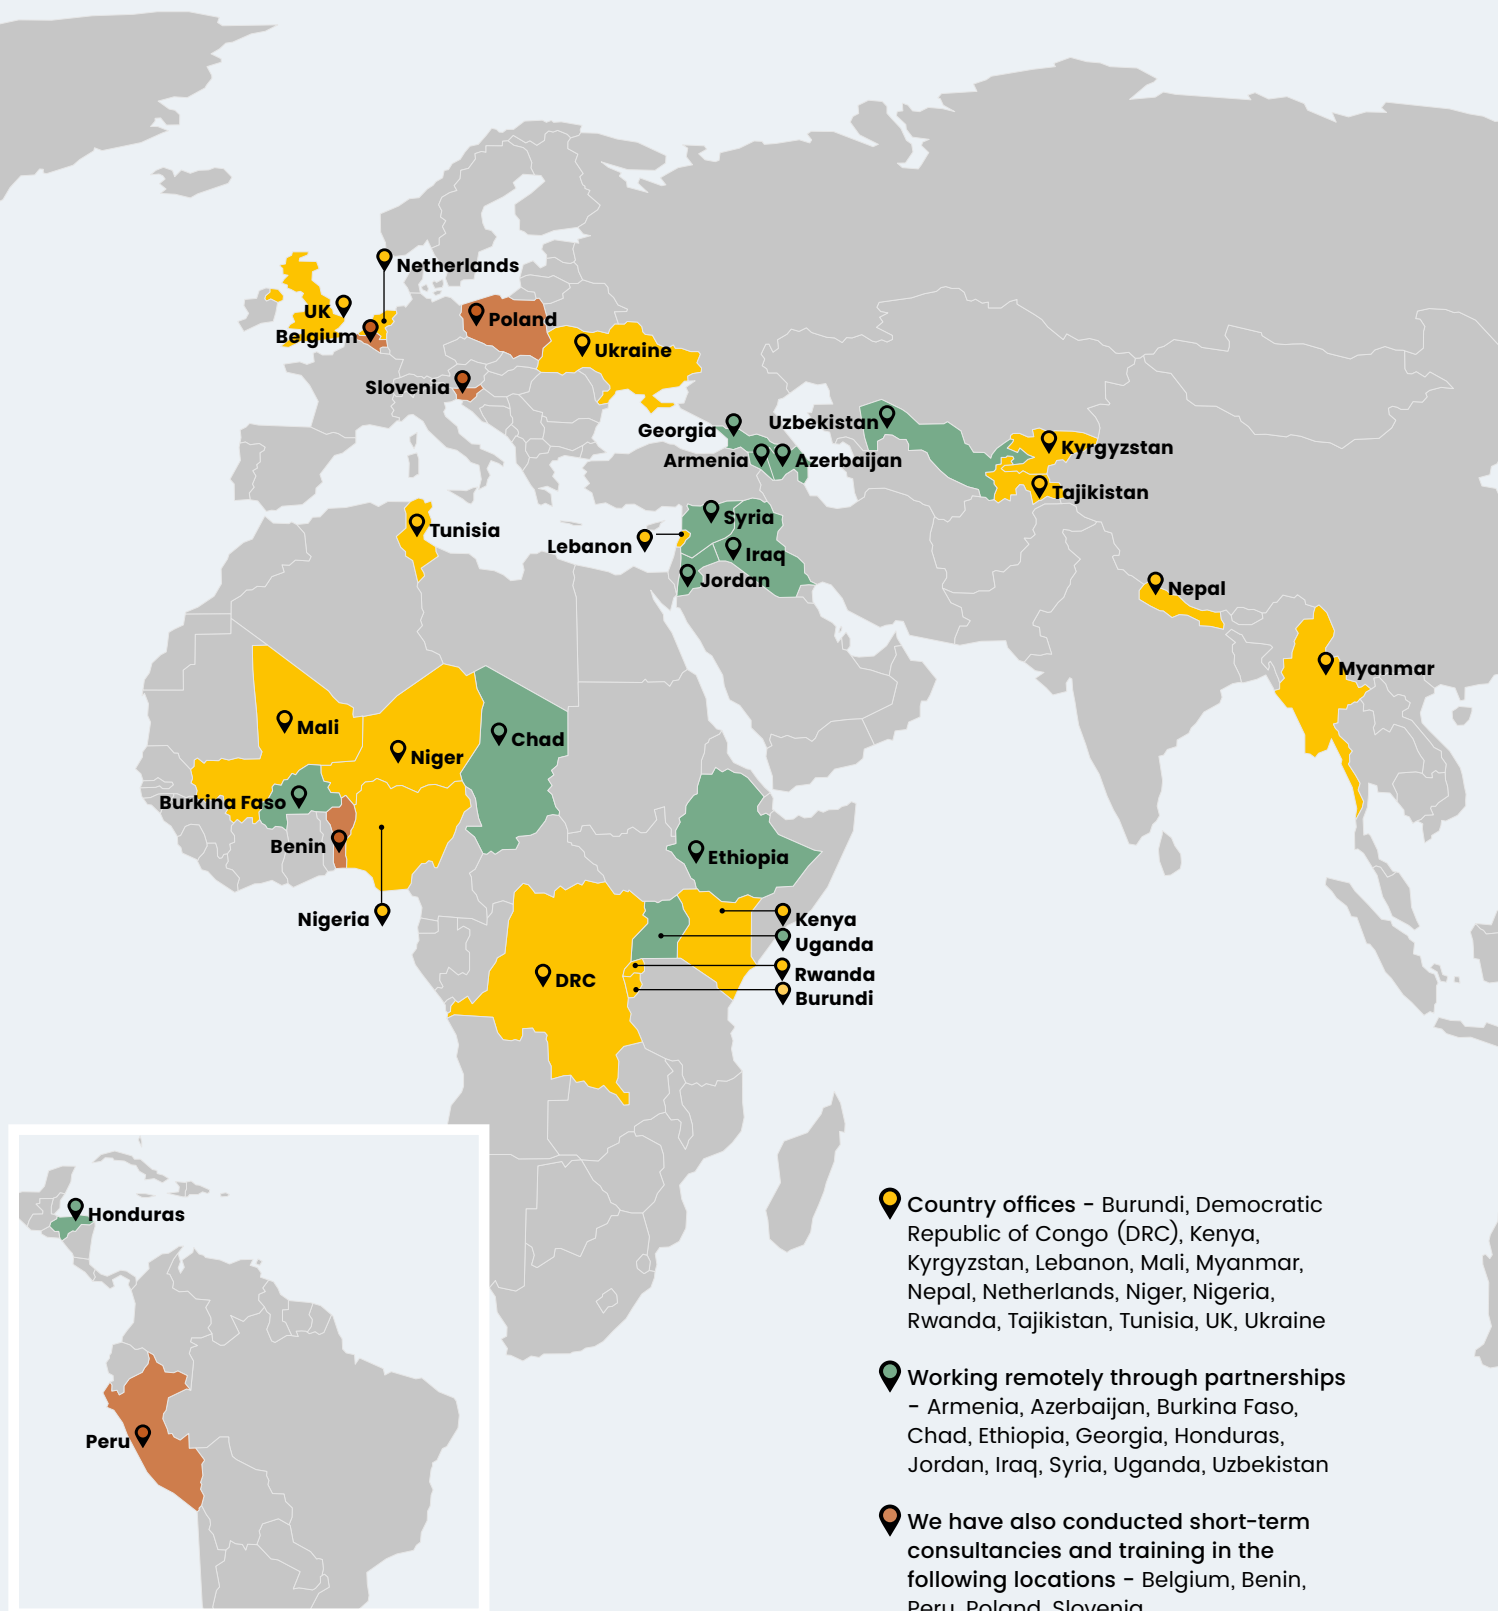 Netherlands
UK
Belgium
Poland
Ukraine
Slovenia
Georgia
Uzbekistan
Armenia
Azerbaijan
Kyrgyzstan
Tajikistan
Tunisia
Syria
Lebanon
Iraq
Jordan
Nepal
Myanmar
Mali
Niger
Chad
Burkina Faso
Benin
Ethiopia
Nigeria
Kenya
Uganda
DRC
Rwanda
Burundi
Honduras
Peru
Country offices - Burundi, Democratic
Republic of Congo (DRC), Kenya,
Kyrgyzstan, Lebanon, Mali, Myanmar,
Nepal, Netherlands, Niger, Nigeria,
Rwanda, Tajikistan, Tunisia, UK, Ukraine
Working remotely through partnerships
- Armenia, Azerbaijan, Burkina Faso,
Chad, Ethiopia, Georgia, Honduras,
Jordan, Iraq, Syria, Uganda, Uzbekistan
We have also conducted short-term
consultancies and training in the
following locations - Belgium, Benin,
Peru, Poland, Slovenia